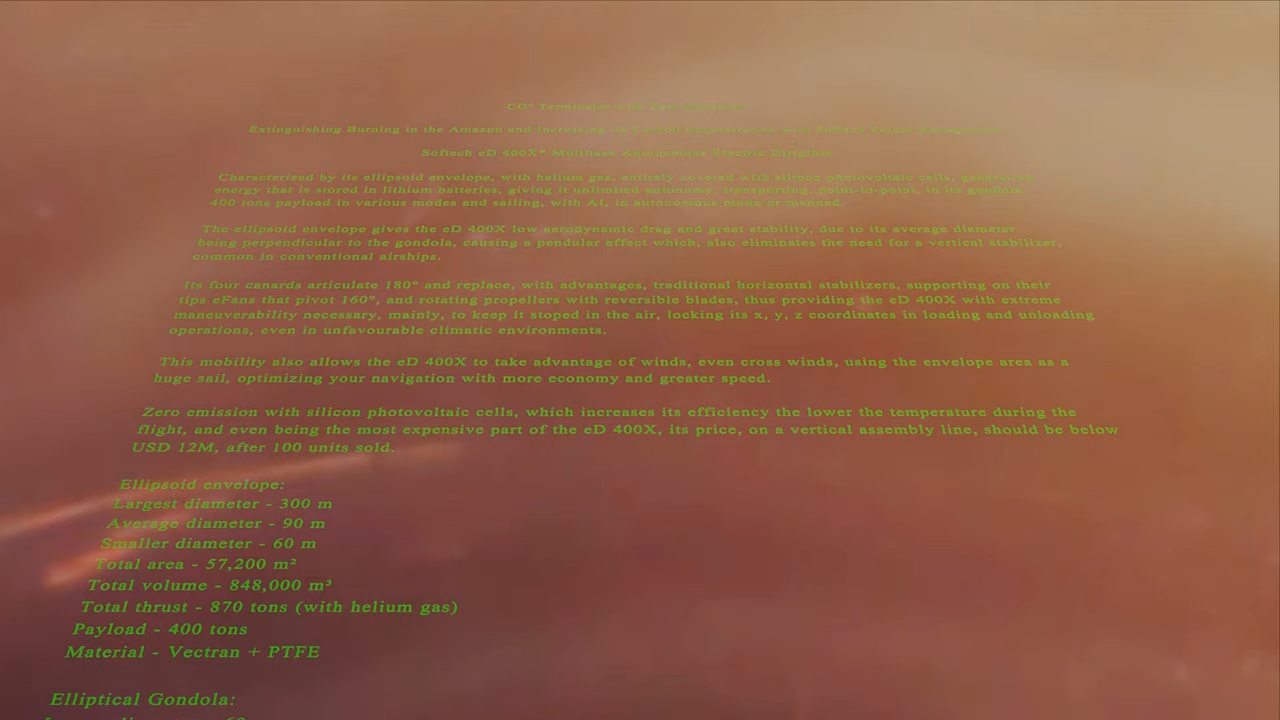 CO² Terminator with
Extinguishing Burning in the Amazon and Increasing its Carbon Sequestration with Softech
Softech eD 400X® Multitask Autonomous Electric Dirigible
Characterized by its ellipsoid envelope, with helium gas, entirely covered with silicon photovoltaic cells, generating
energy that is stored in lithium batteries, giving it unlimited autonomy, transporting, point-to-point, in its gondola
400 tons payload in various modes and sailing, with AI, in autonomous mode or manned.
The ellipsoid envelope gives the eD 400X low aerodynamic drag and great stability, due to its average diameter
being perpendicular to the gondola, causing a pendular effect which, also eliminates the need for a vertical stabilizer,
common in conventional airships.
Its four canards articulate 180° and replace, with advantages, traditional horizontal stabilizers, supporting on their
tips eFans that pivot 160°, and rotating propellers with reversible blades, thus providing the eD 400X with extreme
maneuverability necessary, mainly, to keep it stoped in the air, locking its x, y, z coordinates in loading and unloading
operations, even in unfavourable climatic environments.
This mobility also allows the eD 400X to take advantage of winds, even cross winds, using the envelope area as a
huge sail, optimizing your navigation with more economy and greater speed.
Zero emission with silicon photovoltaic cells, which increases its efficiency the lower the temperature during the
flight, and even being the most expensive part of the eD 400X, its price, on a vertical assembly line, should be below
USD 12M, after 100 units sold.
Ellipsoid envelope:
Largest diameter - 300 m
Average diameter - 90 m
Smaller diameter - 60 m
Total area - 57,200 m²
Total volume - 848,000 m³
Total thrust - 870 tons (with helium gas)
Payload - 400 tons
Material - Vectran + PTFE
Elliptical Gondola: